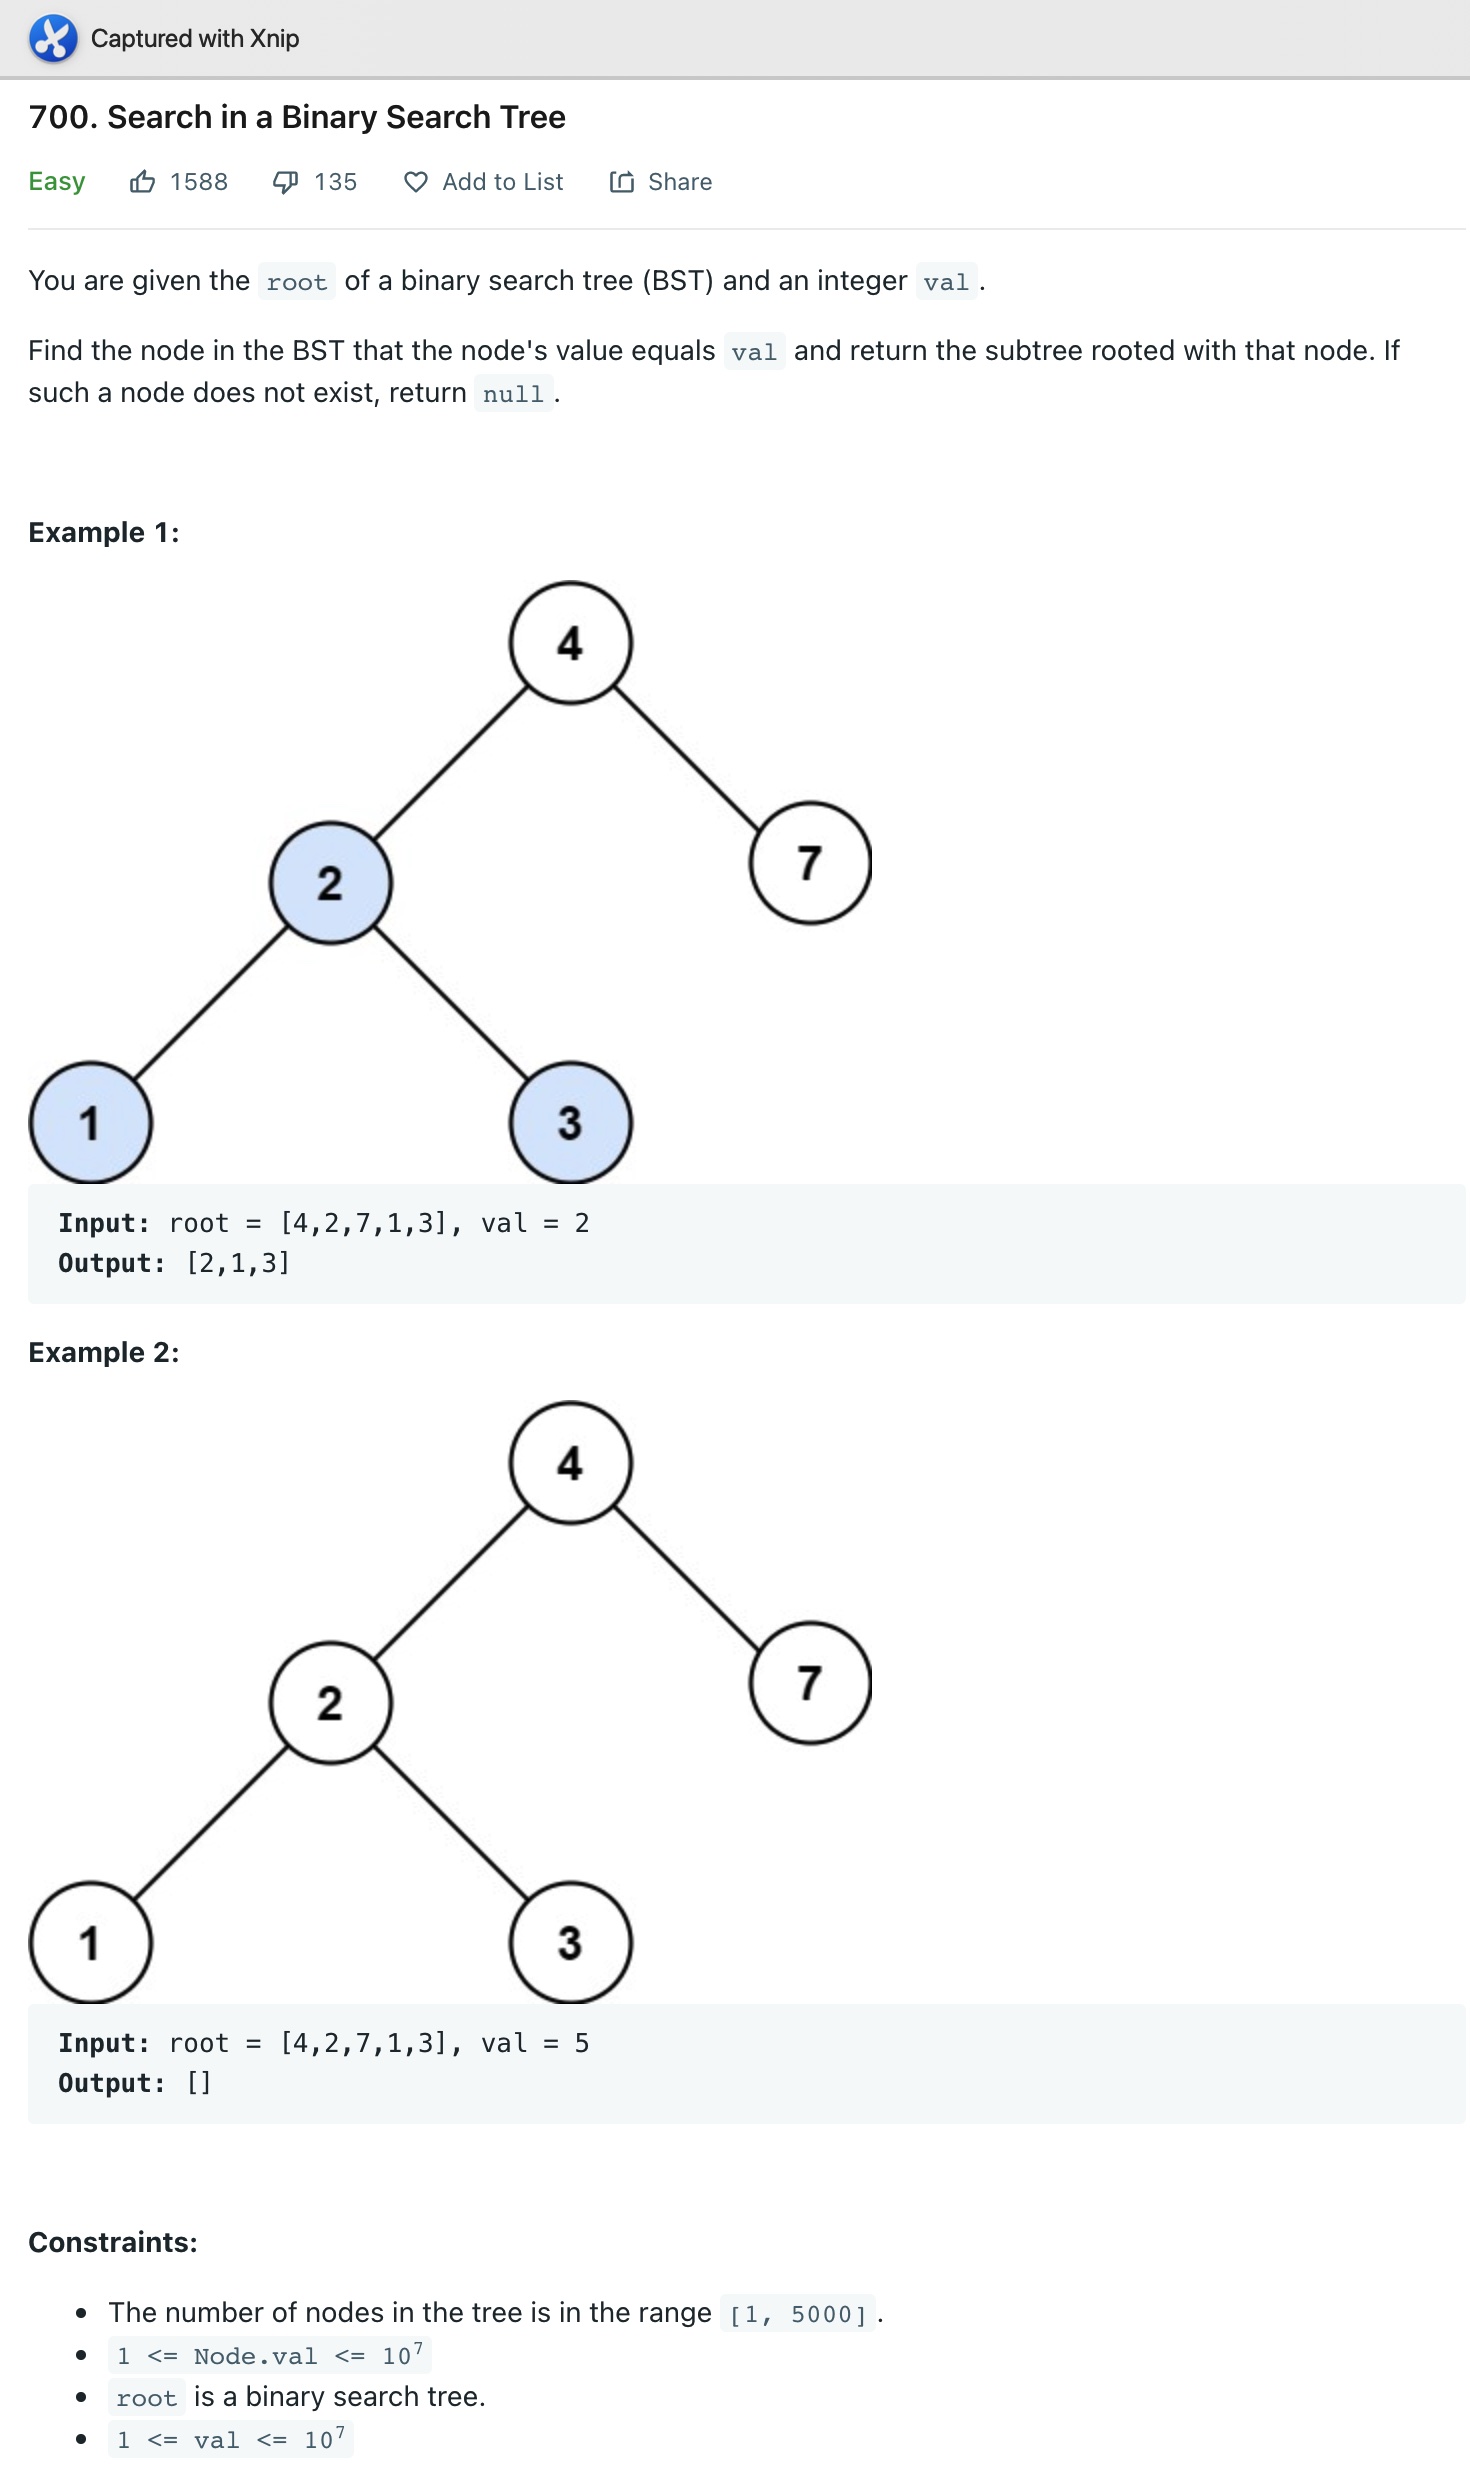 Captured with Xnip
700. Search in a Binary Search Tree
Easy 1588 135 Add to List Share
You are given the root of a binary search tree (BST) and an integer val.
Find the node in the BST that the node's value equals val and return the subtree rooted with that node. If
such a node does not exist, return null.
Example 1:
4
2
7
1
3
Input: root = [4,2,7,1,3], val = 2
Output: [2,1,3]
Example 2:
4
2
7
1
3
Input: root = [4,2,7,1,3], val = 5
Output: []
Constraints:
• The number of nodes in the tree is in the range [1, 5000].
• 1 <= Node.val <= 10⁷
• root is a binary search tree.
• 1 <= val <= 10⁷